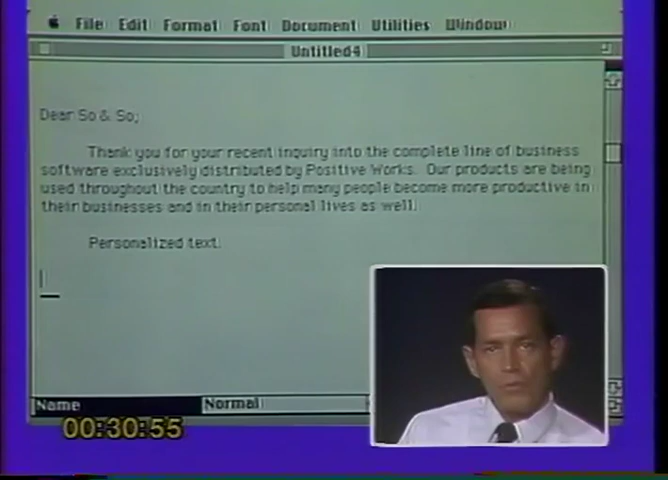 File Edit Format Font Document Utilities Window
Untitled4
Dear So & So;
Thank you for your recent inquiry into the complete line of business
software exclusively distributed by Positive Works. Our products are being
used throughout the country to help many people become more productive in
their businesses and in their personal lives as well.
Personalized text.
Name Normal
00:30:55